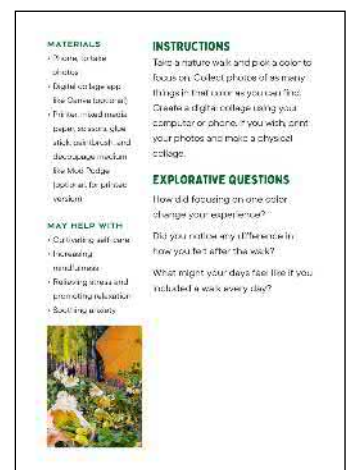 MATERIALS
• Phone, to take
photos
• Digital collage app
like Canva (optional)
• Printer, mixed media
paper, scissors, glue
stick, paintbrush, and
decoupage medium
like Mod Podge
(optional, for printed
version)
MAY HELP WITH
• Cultivating self-care
• Increasing
mindfulness
• Relieving stress and
promoting relaxation
• Soothing anxiety
INSTRUCTIONS
Take a nature walk and pick a color to
focus on. Collect photos of as many
things in that color as you can find.
Create a digital collage using your
computer or phone. If you wish, print
your photos and make a physical
collage.
EXPLORATIVE QUESTIONS
How did focusing on one color
change your experience?
Did you notice any difference in
how you felt after the walk?
What might your days feel like if you
included a walk every day?